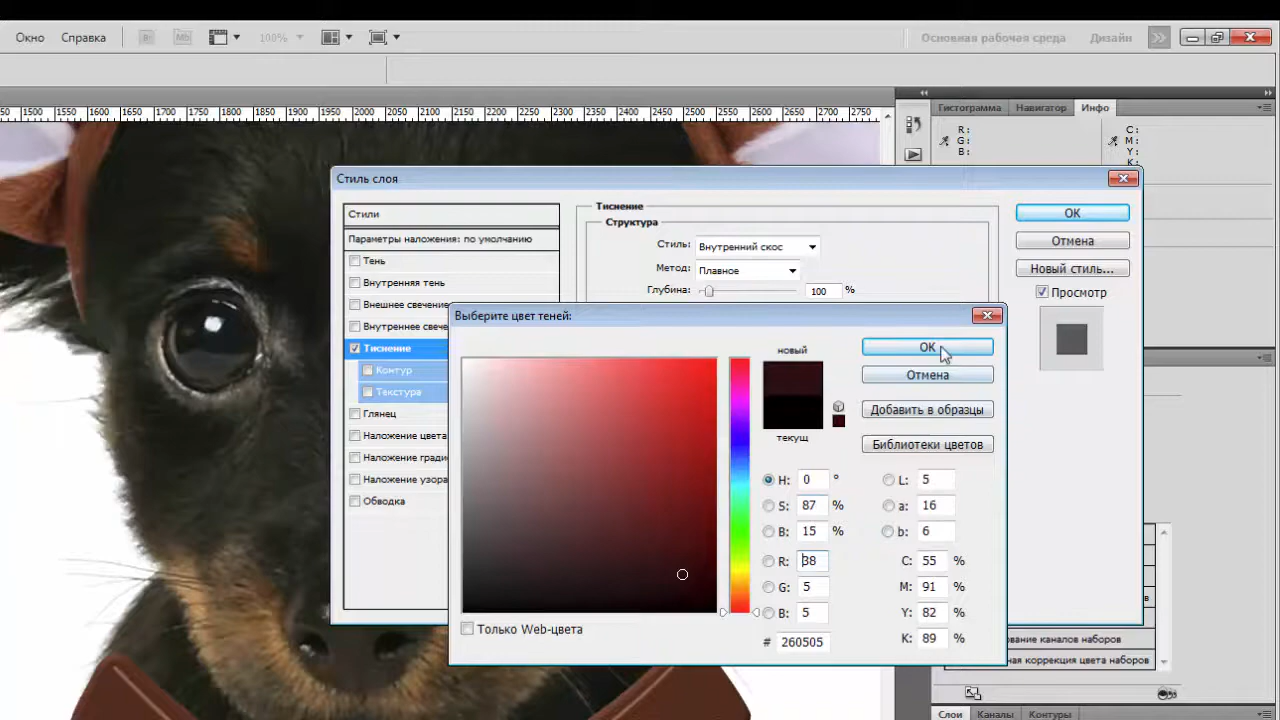 Окно Справка Br Mb 100% Основная рабочая среда Дизайн
1500 1550 1600 1650 1700 1750 1800 1850 1900 1950 2000 2050 2100 2150 2200 2250 2300 2350 2400 2450 2500 2550 2600 2650 2700 2750
Гистограмма Навигатор Инфо
R: C:
G: M:
B: Y:
K:
Стиль слоя
Стили
Параметры наложения: по умолчанию
Тень
Внутренняя тень
Внешнее свечение
Внутреннее свече
Тиснение
Контур
Текстура
Глянец
Наложение цвета
Наложение гради
Наложение узора
Обводка
Тиснение
Структура
Стиль: Внутренний скос
Метод: Плавное
Глубина: 100 %
OK
Отмена
Новый стиль...
Просмотр
Выберите цвет теней:
новый
текущ
OK
Отмена
Добавить в образцы
Библиотеки цветов
H: 0 ° L: 5
S: 87 % a: 16
B: 15 % b: 6
R: 38 C: 55 %
G: 5 M: 91 %
B: 5 Y: 82 %
# 260505 K: 89 %
Только Web-цвета
ование каналов наборов
ная коррекция цвета наборов
Слои Каналы Контуры